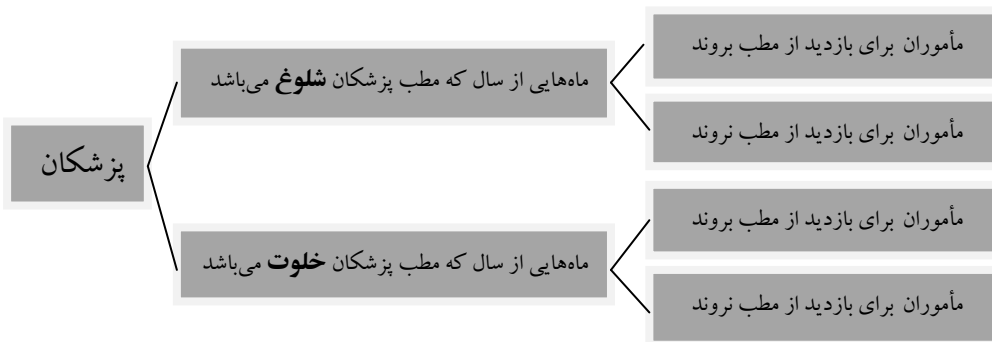 پزشکان
ماه‌هایی از سال که مطب پزشکان شلوغ می‌باشد
مأموران برای بازدید از مطب بروند
مأموران برای بازدید از مطب نروند
ماه‌هایی از سال که مطب پزشکان خلوت می‌باشد
مأموران برای بازدید از مطب بروند
مأموران برای بازدید از مطب نروند